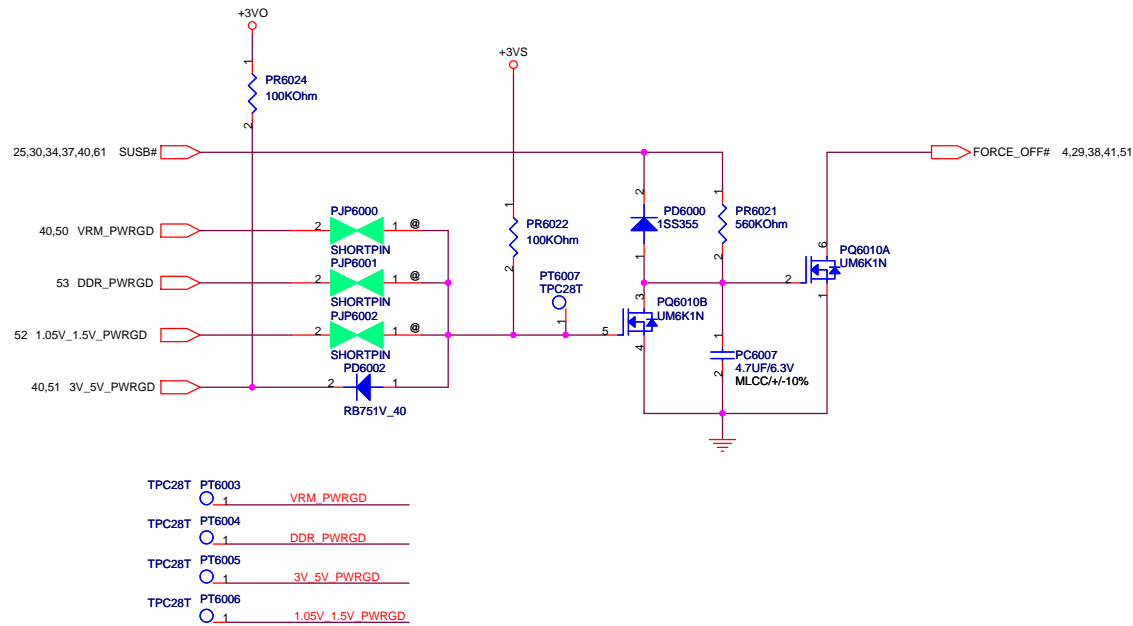 +3VO
+3VS
1
PR6024
100KOhm
2
25,30,34,37,40,61 SUSB#
FORCE_OFF# 4,29,38,41,51
2
PD6000
1SS355
1
1
PR6021
560KOhm
2
1
PR6022
100KOhm
2
PJP6000
40,50 VRM_PWRGD
2 1 @
SHORTPIN
PJP6001
53 DDR_PWRGD
2 1 @
SHORTPIN
PJP6002
52 1.05V_1.5V_PWRGD
2 1 @
SHORTPIN
PD6002
40,51 3V_5V_PWRGD
2 1
RB751V_40
PT6007
TPC28T
1
3
PQ6010B
UM6K1N
5
4
6
PQ6010A
UM6K1N
2
1
1
PC6007
4.7UF/6.3V
MLCC/+/-10%
2
TPC28T PT6003
1 VRM_PWRGD
TPC28T PT6004
1 DDR_PWRGD
TPC28T PT6005
1 3V_5V_PWRGD
TPC28T PT6006
1 1.05V_1.5V_PWRGD